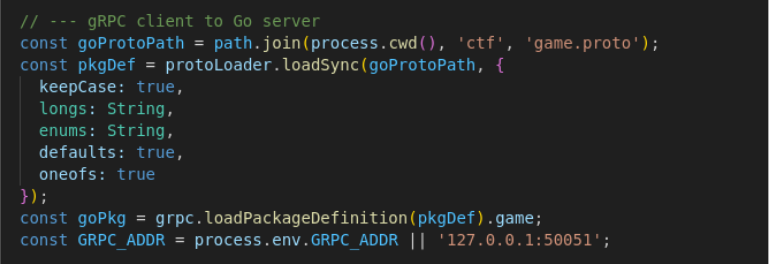 // --- gRPC client to Go server
const goProtoPath = path.join(process.cwd(), 'ctf', 'game.proto');
const pkgDef = protoLoader.loadSync(goProtoPath, {
  keepCase: true,
  longs: String,
  enums: String,
  defaults: true,
  oneofs: true
});
const goPkg = grpc.loadPackageDefinition(pkgDef).game;
const GRPC_ADDR = process.env.GRPC_ADDR || '127.0.0.1:50051';